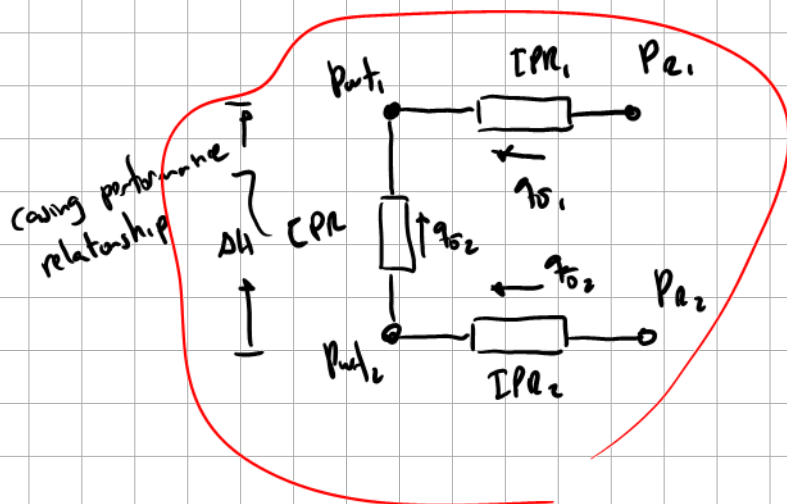 IPR₁
PR₁
Pwf₁
qo₁
casing performance
relationship
ΔH
CPR
qo₂
qo₂
PR₂
Pwf₂
IPR₂